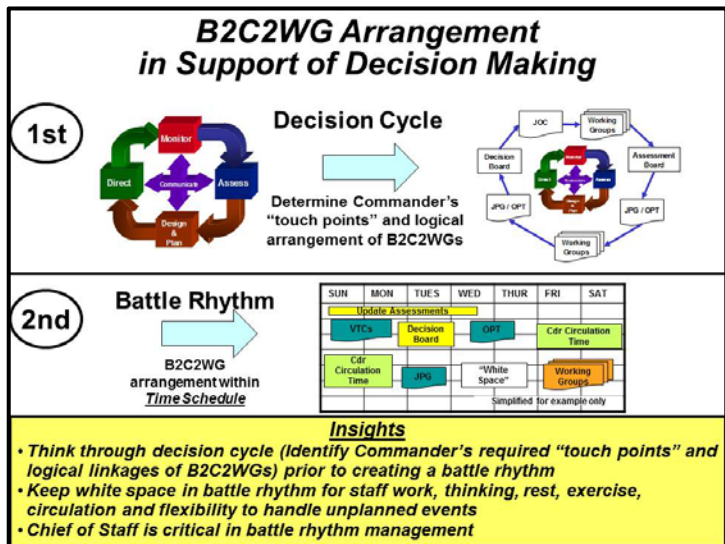 B2C2WG Arrangement
in Support of Decision Making
1st
Monitor
Direct
Communicate
Assess
Design
&
Plan
Decision Cycle
Determine Commander's
"touch points" and logical
arrangement of B2C2WGs
JOC
Working
Groups
Decision
Board
Assessment
Board
Monitor
Assess
JPG / OPT
JPG / OPT
Working
Groups
2nd
Battle Rhythm
B2C2WG
arrangement within
Time Schedule
SUN MON TUES WED THUR FRI SAT
Update Assessments
VTCs
Decision
Board
OPT
Cdr Circulation
Time
Cdr
Circulation
Time
JPG
"White
Space"
Working
Groups
Simplified for example only
Insights
• Think through decision cycle (Identify Commander's required "touch points" and
logical linkages of B2C2WGs) prior to creating a battle rhythm
• Keep white space in battle rhythm for staff work, thinking, rest, exercise,
circulation and flexibility to handle unplanned events
• Chief of Staff is critical in battle rhythm management